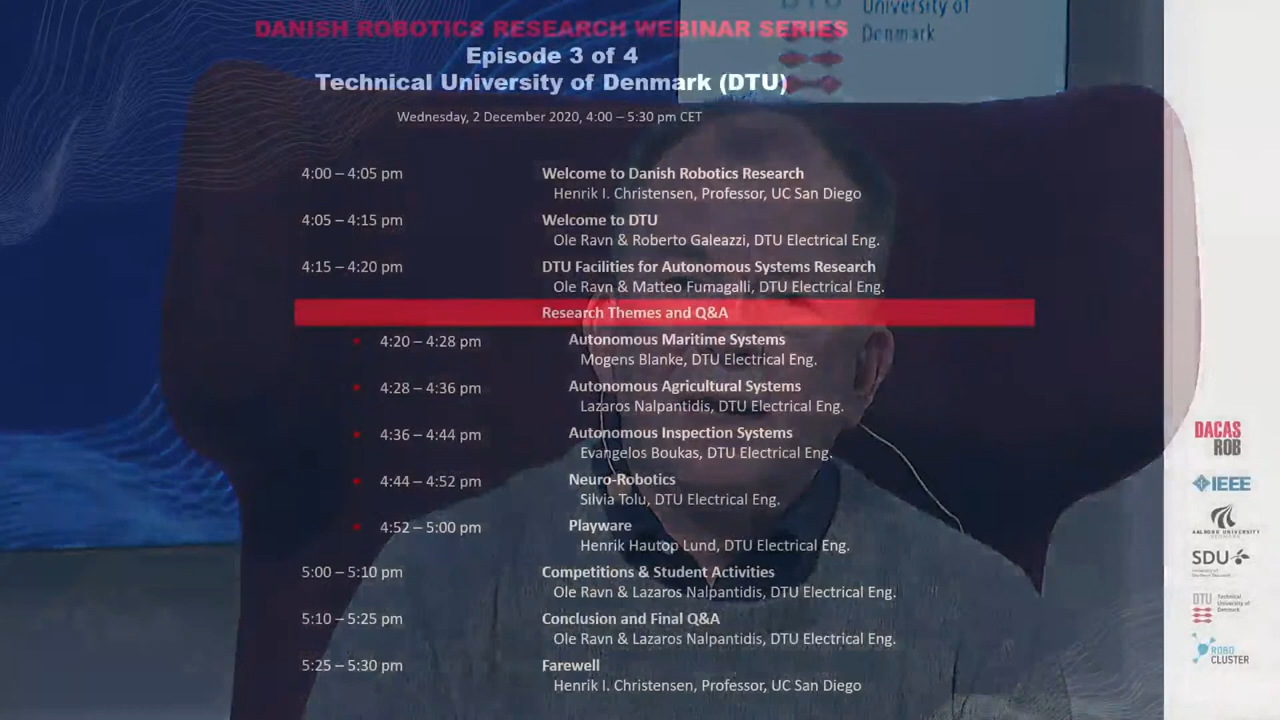 DANISH ROBOTICS RESEARCH WEBINAR SERIES
Episode 3 of 4
Technical University of Denmark (DTU)
Wednesday, 2 December 2020, 4:00 – 5:30 pm CET
University of
Denmark
4:00 – 4:05 pm Welcome to Danish Robotics Research
Henrik I. Christensen, Professor, UC San Diego
4:05 – 4:15 pm Welcome to DTU
Ole Ravn & Roberto Galeazzi, DTU Electrical Eng.
4:15 – 4:20 pm DTU Facilities for Autonomous Systems Research
Ole Ravn & Matteo Fumagalli, DTU Electrical Eng.
Research Themes and Q&A
• 4:20 – 4:28 pm Autonomous Maritime Systems
Mogens Blanke, DTU Electrical Eng.
• 4:28 – 4:36 pm Autonomous Agricultural Systems
Lazaros Nalpantidis, DTU Electrical Eng.
• 4:36 – 4:44 pm Autonomous Inspection Systems
Evangelos Boukas, DTU Electrical Eng.
• 4:44 – 4:52 pm Neuro-Robotics
Silvia Tolu, DTU Electrical Eng.
• 4:52 – 5:00 pm Playware
Henrik Hautop Lund, DTU Electrical Eng.
5:00 – 5:10 pm Competitions & Student Activities
Ole Ravn & Lazaros Nalpantidis, DTU Electrical Eng.
5:10 – 5:25 pm Conclusion and Final Q&A
Ole Ravn & Lazaros Nalpantidis, DTU Electrical Eng.
5:25 – 5:30 pm Farewell
Henrik I. Christensen, Professor, UC San Diego
DACAS
ROB
IEEE
AALBORG UNIVERSITY
SDU
DTU
Technical
University of
Denmark
ROBO
CLUSTER